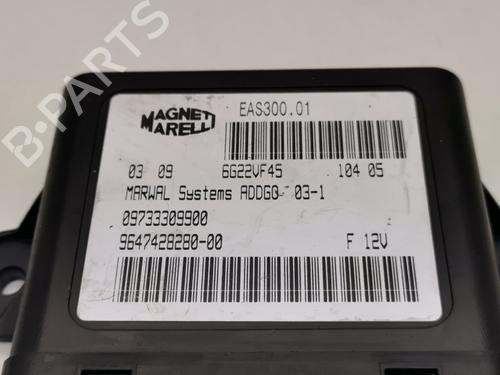 B-PARTS
MAGNETI MARELLI
EAS300.01
03 09 6G22VF45 104 05
MARWAL Systems ADDGO 03-1
09733309900
9647428280-00 F 12V